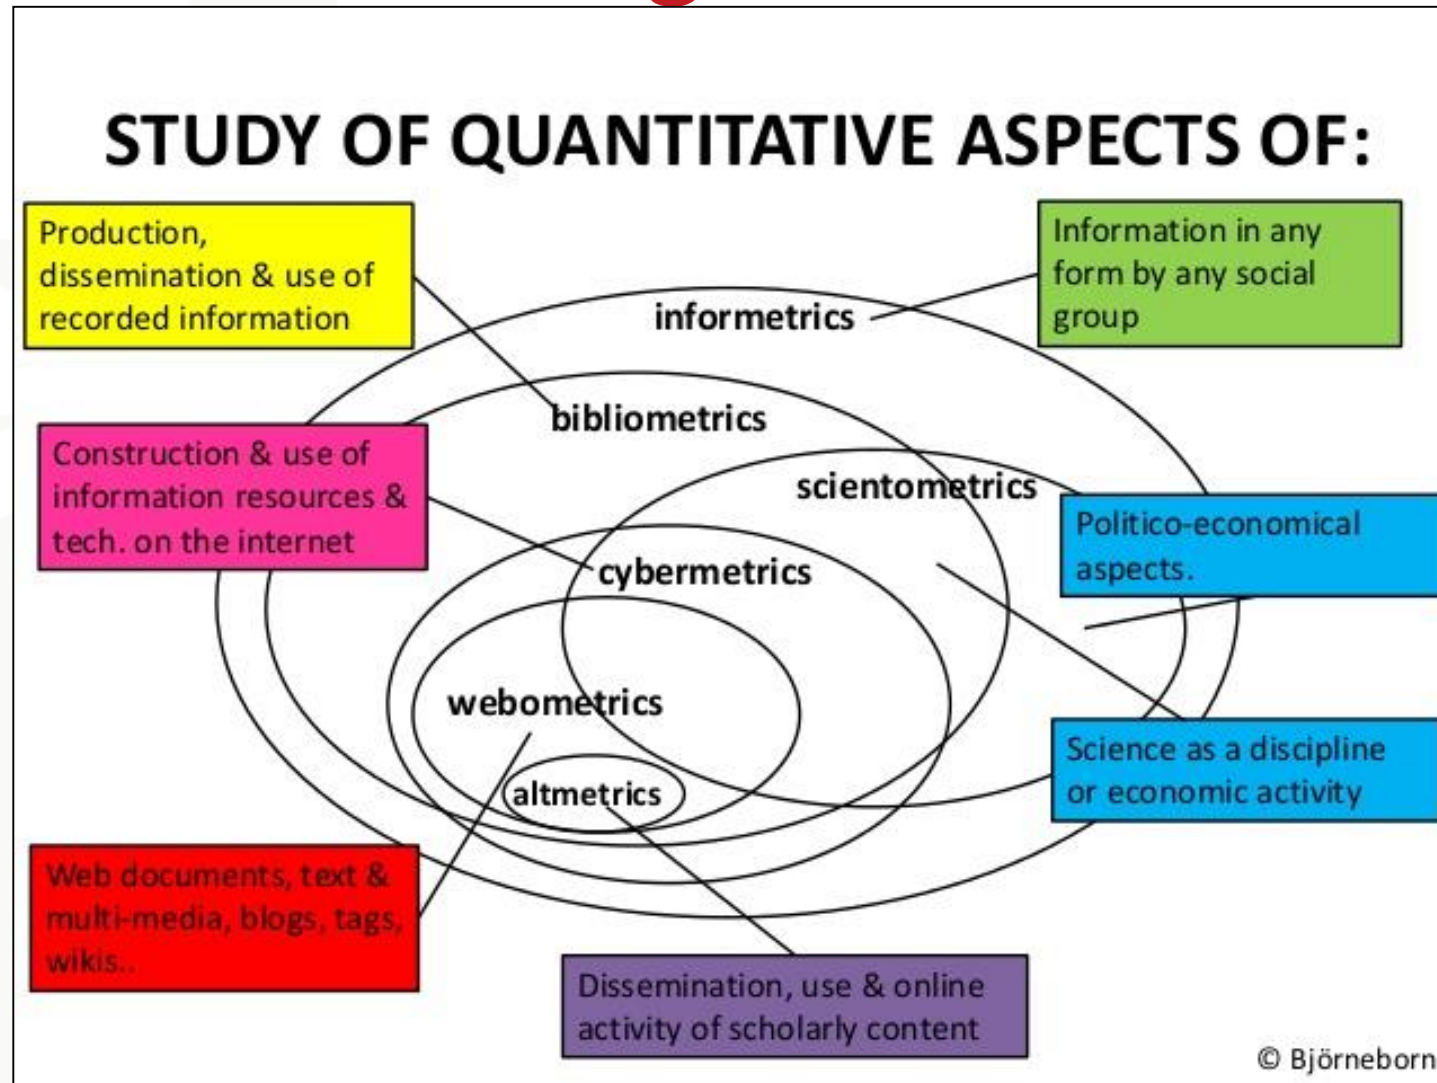 STUDY OF QUANTITATIVE ASPECTS OF:
Production,
dissemination & use of
recorded information
Information in any
form by any social
group
informetrics
bibliometrics
Construction & use of
information resources &
tech. on the internet
scientometrics
Politico-economical
aspects.
cybermetrics
webometrics
Science as a discipline
or economic activity
altmetrics
Web documents, text &
multi-media, blogs, tags,
wikis..
Dissemination, use & online
activity of scholarly content
© Björneborn